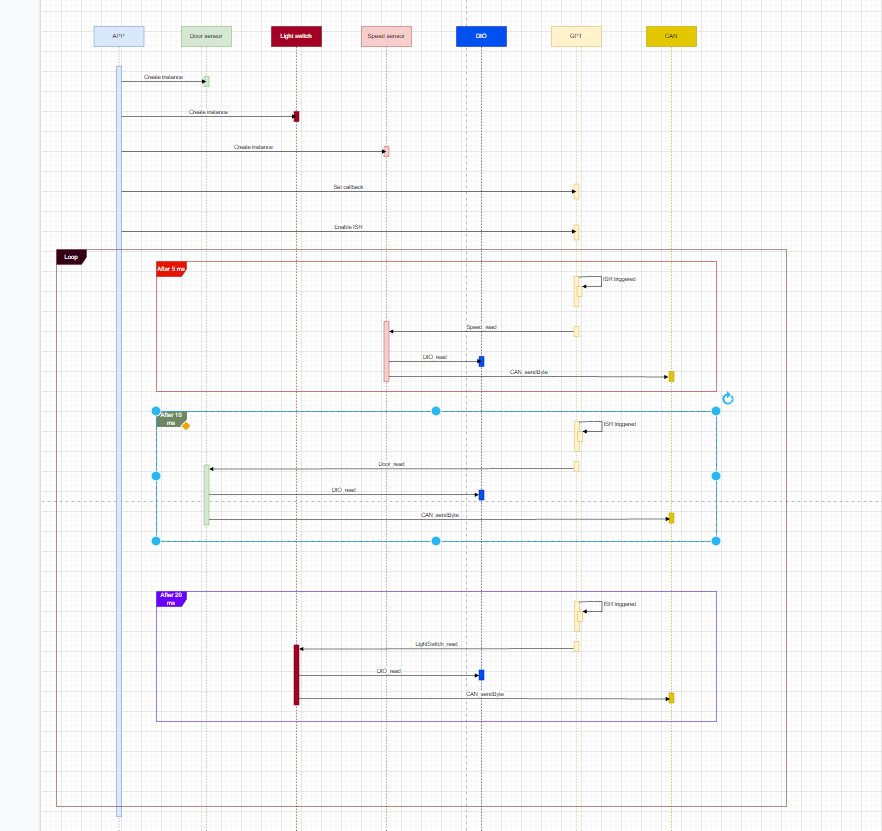 APP
Door sensor
Light switch
Speed sensor
DIO
GPT
CAN
Create instance
Create instance
Create instance
Set callback
Enable ISR
Loop
After 5 ms
ISR triggered
Speed_read
DIO_read
CAN_sendByte
After 10
ms
ISR triggered
Door_read
DIO_read
CAN_sendByte
After 20
ms
ISR triggered
LightSwitch_read
DIO_read
CAN_sendByte